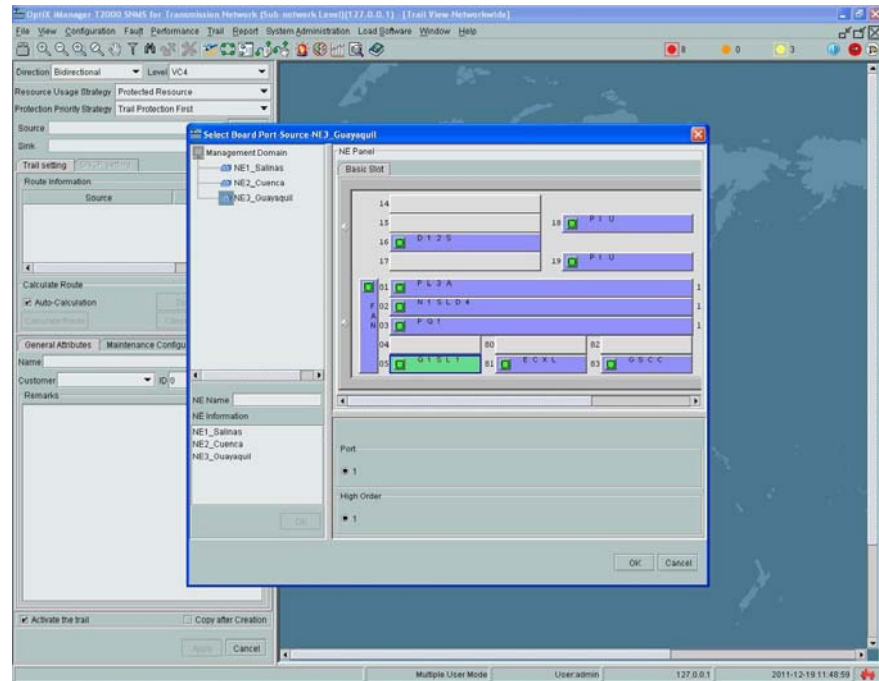 OptiX iManager T2000 SNMS for Transmission Network (Sub-network Level)(127.0.0.1) - [Trail View-Networkwide]
File View Configuration Fault Performance Trail Report System Administration Load Software Window Help
8 0 3
Direction Bidirectional Level VC4
Resource Usage Strategy Protected Resource
Protection Priority Strategy Trail Protection First
Source
Sink
Trail setting
Route Information
Source
Calculate Route
Auto-Calculation
Calculate Route
General Attributes Maintenance Configu
Name
Customer ID 0
Remarks
Activate the trail Copy after Creation
Apply Cancel
Select Board Port-Source-NE3_Guayaquil
Management Domain
NE1_Salinas
NE2_Cuenca
NE3_Guayaquil
NE Name
NE Information
NE1_Salinas
NE2_Cuenca
NE3_Guayaquil
OK
NE Panel
Basic Slot
14
15
16 D12S
17
18 PIU
19 PIU
FAN
01 PL3A 1
02 N1SLD4 1
03 PQ1 1
04 80 82
05 G1SL1 81 ECXL 83 GSCC
Port
1
High Order
1
OK Cancel
Multiple User Mode User:admin 127.0.0.1 2011-12-19 11:48:59